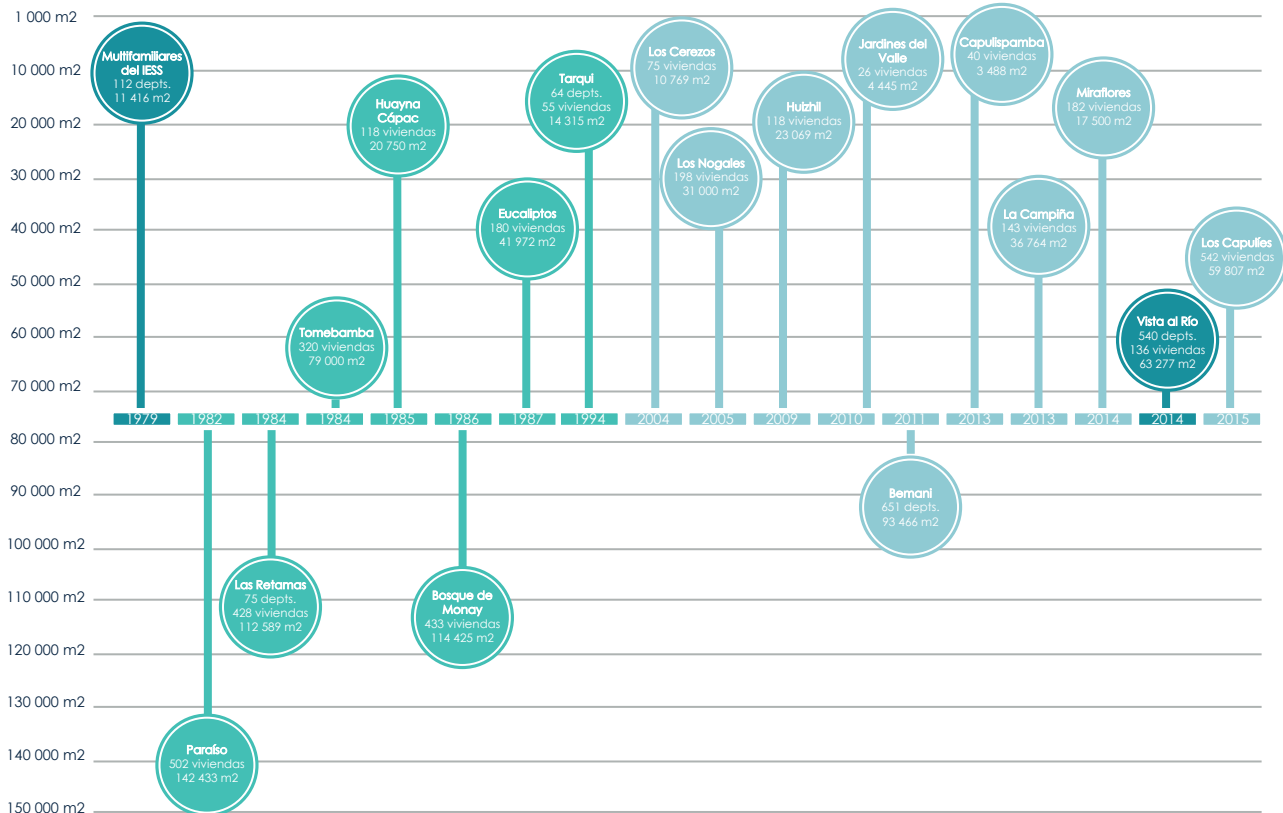 1 000 m2
10 000 m2
20 000 m2
30 000 m2
40 000 m2
50 000 m2
60 000 m2
70 000 m2
80 000 m2
90 000 m2
100 000 m2
110 000 m2
120 000 m2
130 000 m2
140 000 m2
150 000 m2
Multifamiliares
del IESS
112 depts.
11 416 m2
Huayna
Cápac
118 viviendas
20 750 m2
Tarqui
64 depts.
55 viviendas
14 315 m2
Los Cerezos
75 viviendas
10 769 m2
Huizhil
118 viviendas
23 069 m2
Jardines del
Valle
26 viviendas
4 445 m2
Capulispamba
40 viviendas
3 488 m2
Miraflores
182 viviendas
17 500 m2
Los Nogales
198 viviendas
31 000 m2
Eucaliptos
180 viviendas
41 972 m2
La Campiña
143 viviendas
36 764 m2
Los Capulíes
542 viviendas
59 807 m2
Tomebamba
320 viviendas
79 000 m2
Vista al Río
540 depts.
136 viviendas
63 277 m2
1979
1982
1984
1984
1985
1986
1987
1994
2004
2005
2009
2010
2011
2013
2013
2014
2014
2015
Bemani
651 depts.
93 466 m2
Las Retamas
75 depts.
428 viviendas
112 589 m2
Bosque de
Monay
433 viviendas
114 425 m2
Paraíso
502 viviendas
142 433 m2